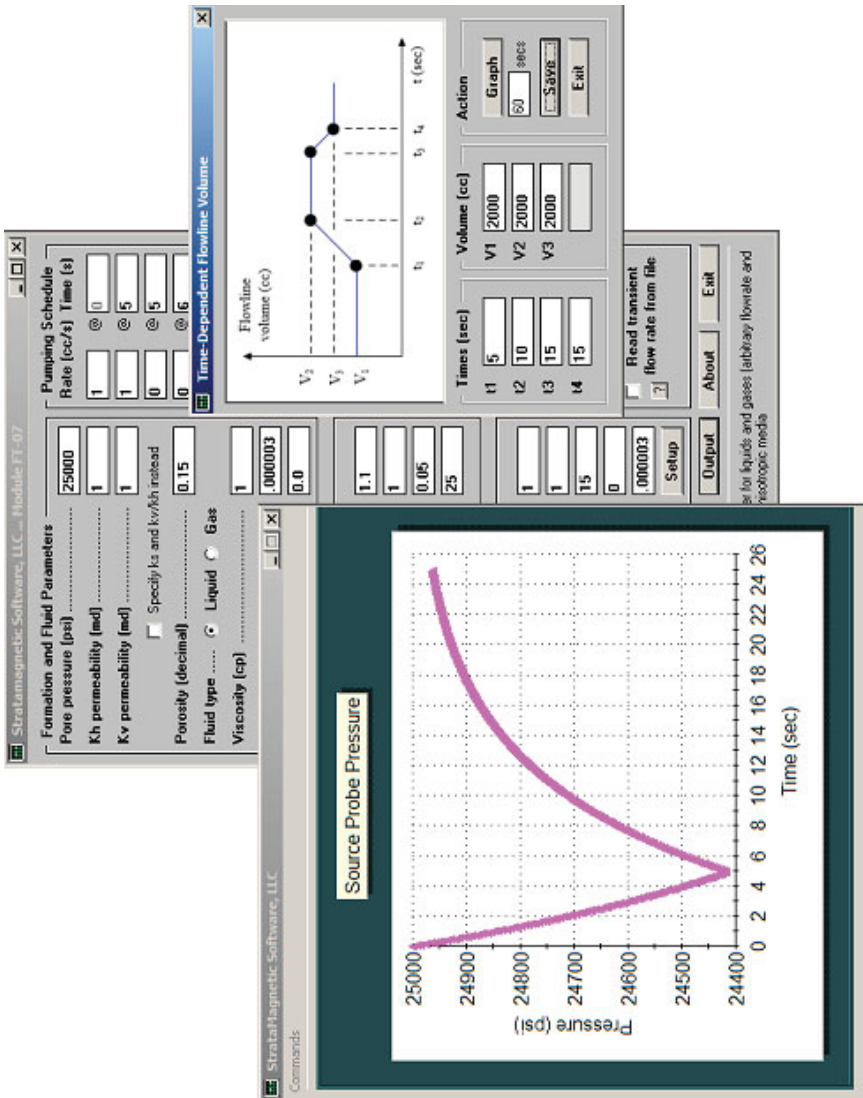 Stratamagnetic Software, LLC - Module FT-07
Formation and Fluid Parameters
Pore pressure (psi) 25000
Kh permeability (md) 1
Kv permeability (md) 1
Specify ks and kv/kh instead
Porosity (decimal) 0.15
Fluid type Liquid Gas
Viscosity (cp) 1
.000003
0.0
1.1
1
0.05
25
1
1
15
0
.000003
Setup
Pumping Schedule
Rate (cc/s) Time (s)
1 @ 0
1 @ 5
0 @ 5
0 @ 6
Read transient
flow rate from file
?
Output About Exit
er for liquids and gases (arbitrary flowrate and
nisotropic media
Time-Dependent Flowline Volume
Flowline
volume (cc)
V2
V3
V1
t1 t2 t3 t4 t (sec)
Times (sec)
t1 5
t2 10
t3 15
t4 15
Volume (cc)
V1 2000
V2 2000
V3 2000
Action
Graph
60 secs
Save
Exit
StrataMagnetic Software, LLC
Commands
Source Probe Pressure
Pressure (psi)
25000
24900
24800
24700
24600
24500
24400
0 2 4 6 8 10 12 14 16 18 20 22 24 26
Time (sec)